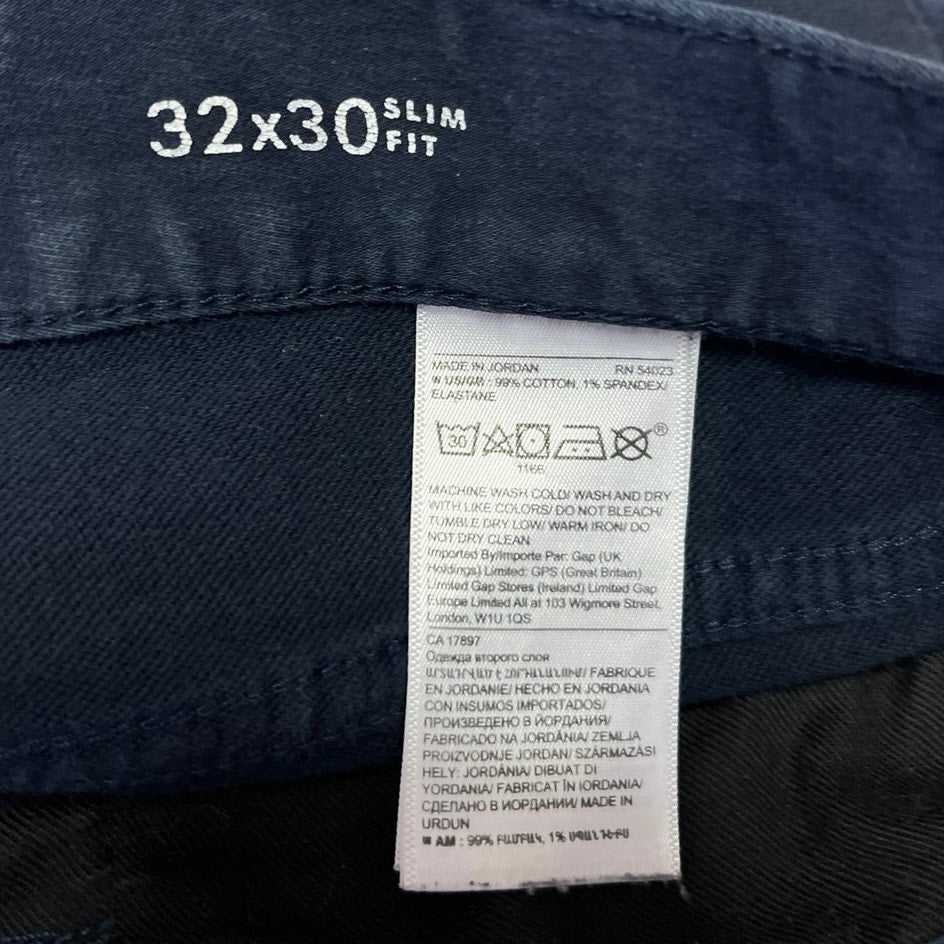 32x30 SLIM
FIT
MADE IN JORDAN RN 54023
US/GB : 99% COTTON, 1% SPANDEX/
ELASTANE
30
®
1166
MACHINE WASH COLD/ WASH AND DRY
WITH LIKE COLORS/ DO NOT BLEACH/
TUMBLE DRY LOW/ WARM IRON/ DO
NOT DRY CLEAN
Imported By/Importe Par: Gap (UK
Holdings) Limited: GPS (Great Britain)
Limited Gap Stores (Ireland) Limited Gap
Europe Limited All at 103 Wigmore Street,
London, W1U 1QS
CA 17897
Одежда второго слоя
FABRIQUE
EN JORDANIE/ HECHO EN JORDANIA
CON INSUMOS IMPORTADOS/
ПРОИЗВЕДЕНО В ЙОРДАНИЯ/
FABRICADO NA JORDÂNIA/ ZEMLJA
PROIZVODNJE JORDAN/ SZÁRMAZÁSI
HELY: JORDÁNIA/ DIBUAT DI
YORDANIA/ FABRICAT ÎN IORDANIA/
СДЕЛАНО В ИОРДАНИИ/ MADE IN
URDUN
AM : 99% ԲԱՄԲԱԿ, 1%